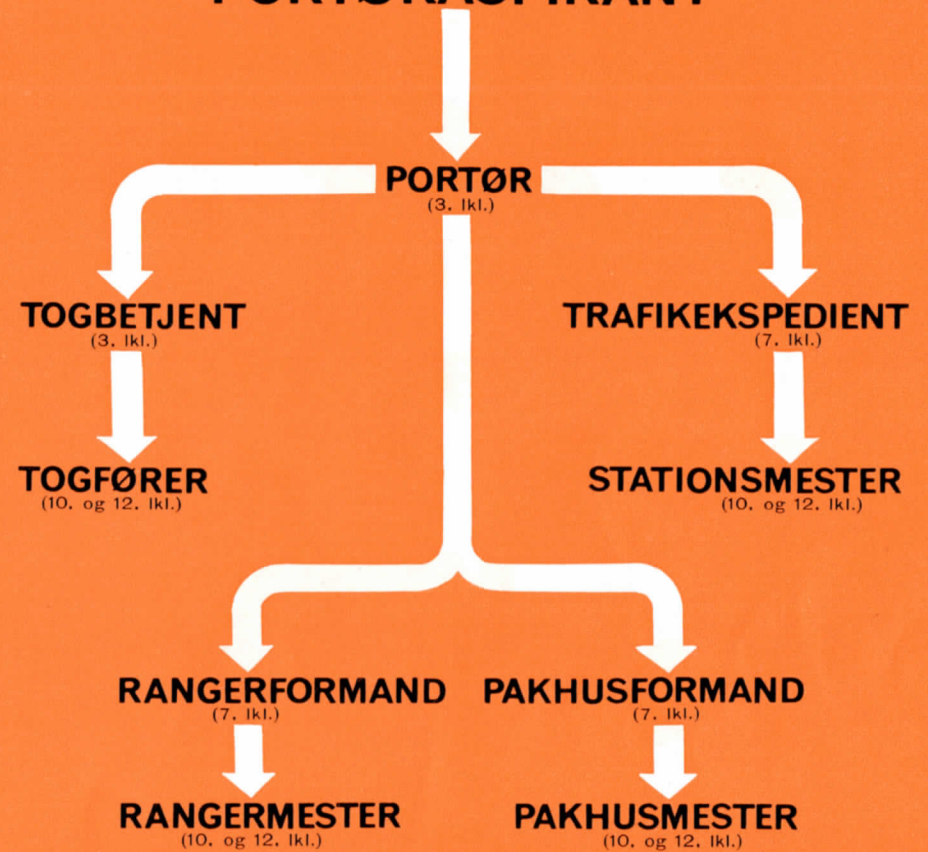 PORTØRASPIRANT
PORTØR
(3. lkl.)
TOGBETJENT
(3. lkl.)
TRAFIKEKSPEDIENT
(7. lkl.)
TOGFØRER
(10. og 12. lkl.)
STATIONSMESTER
(10. og 12. lkl.)
RANGERFORMAND
(7. lkl.)
PAKHUSFORMAND
(7. lkl.)
RANGERMESTER
(10. og 12. lkl.)
PAKHUSMESTER
(10. og 12. lkl.)